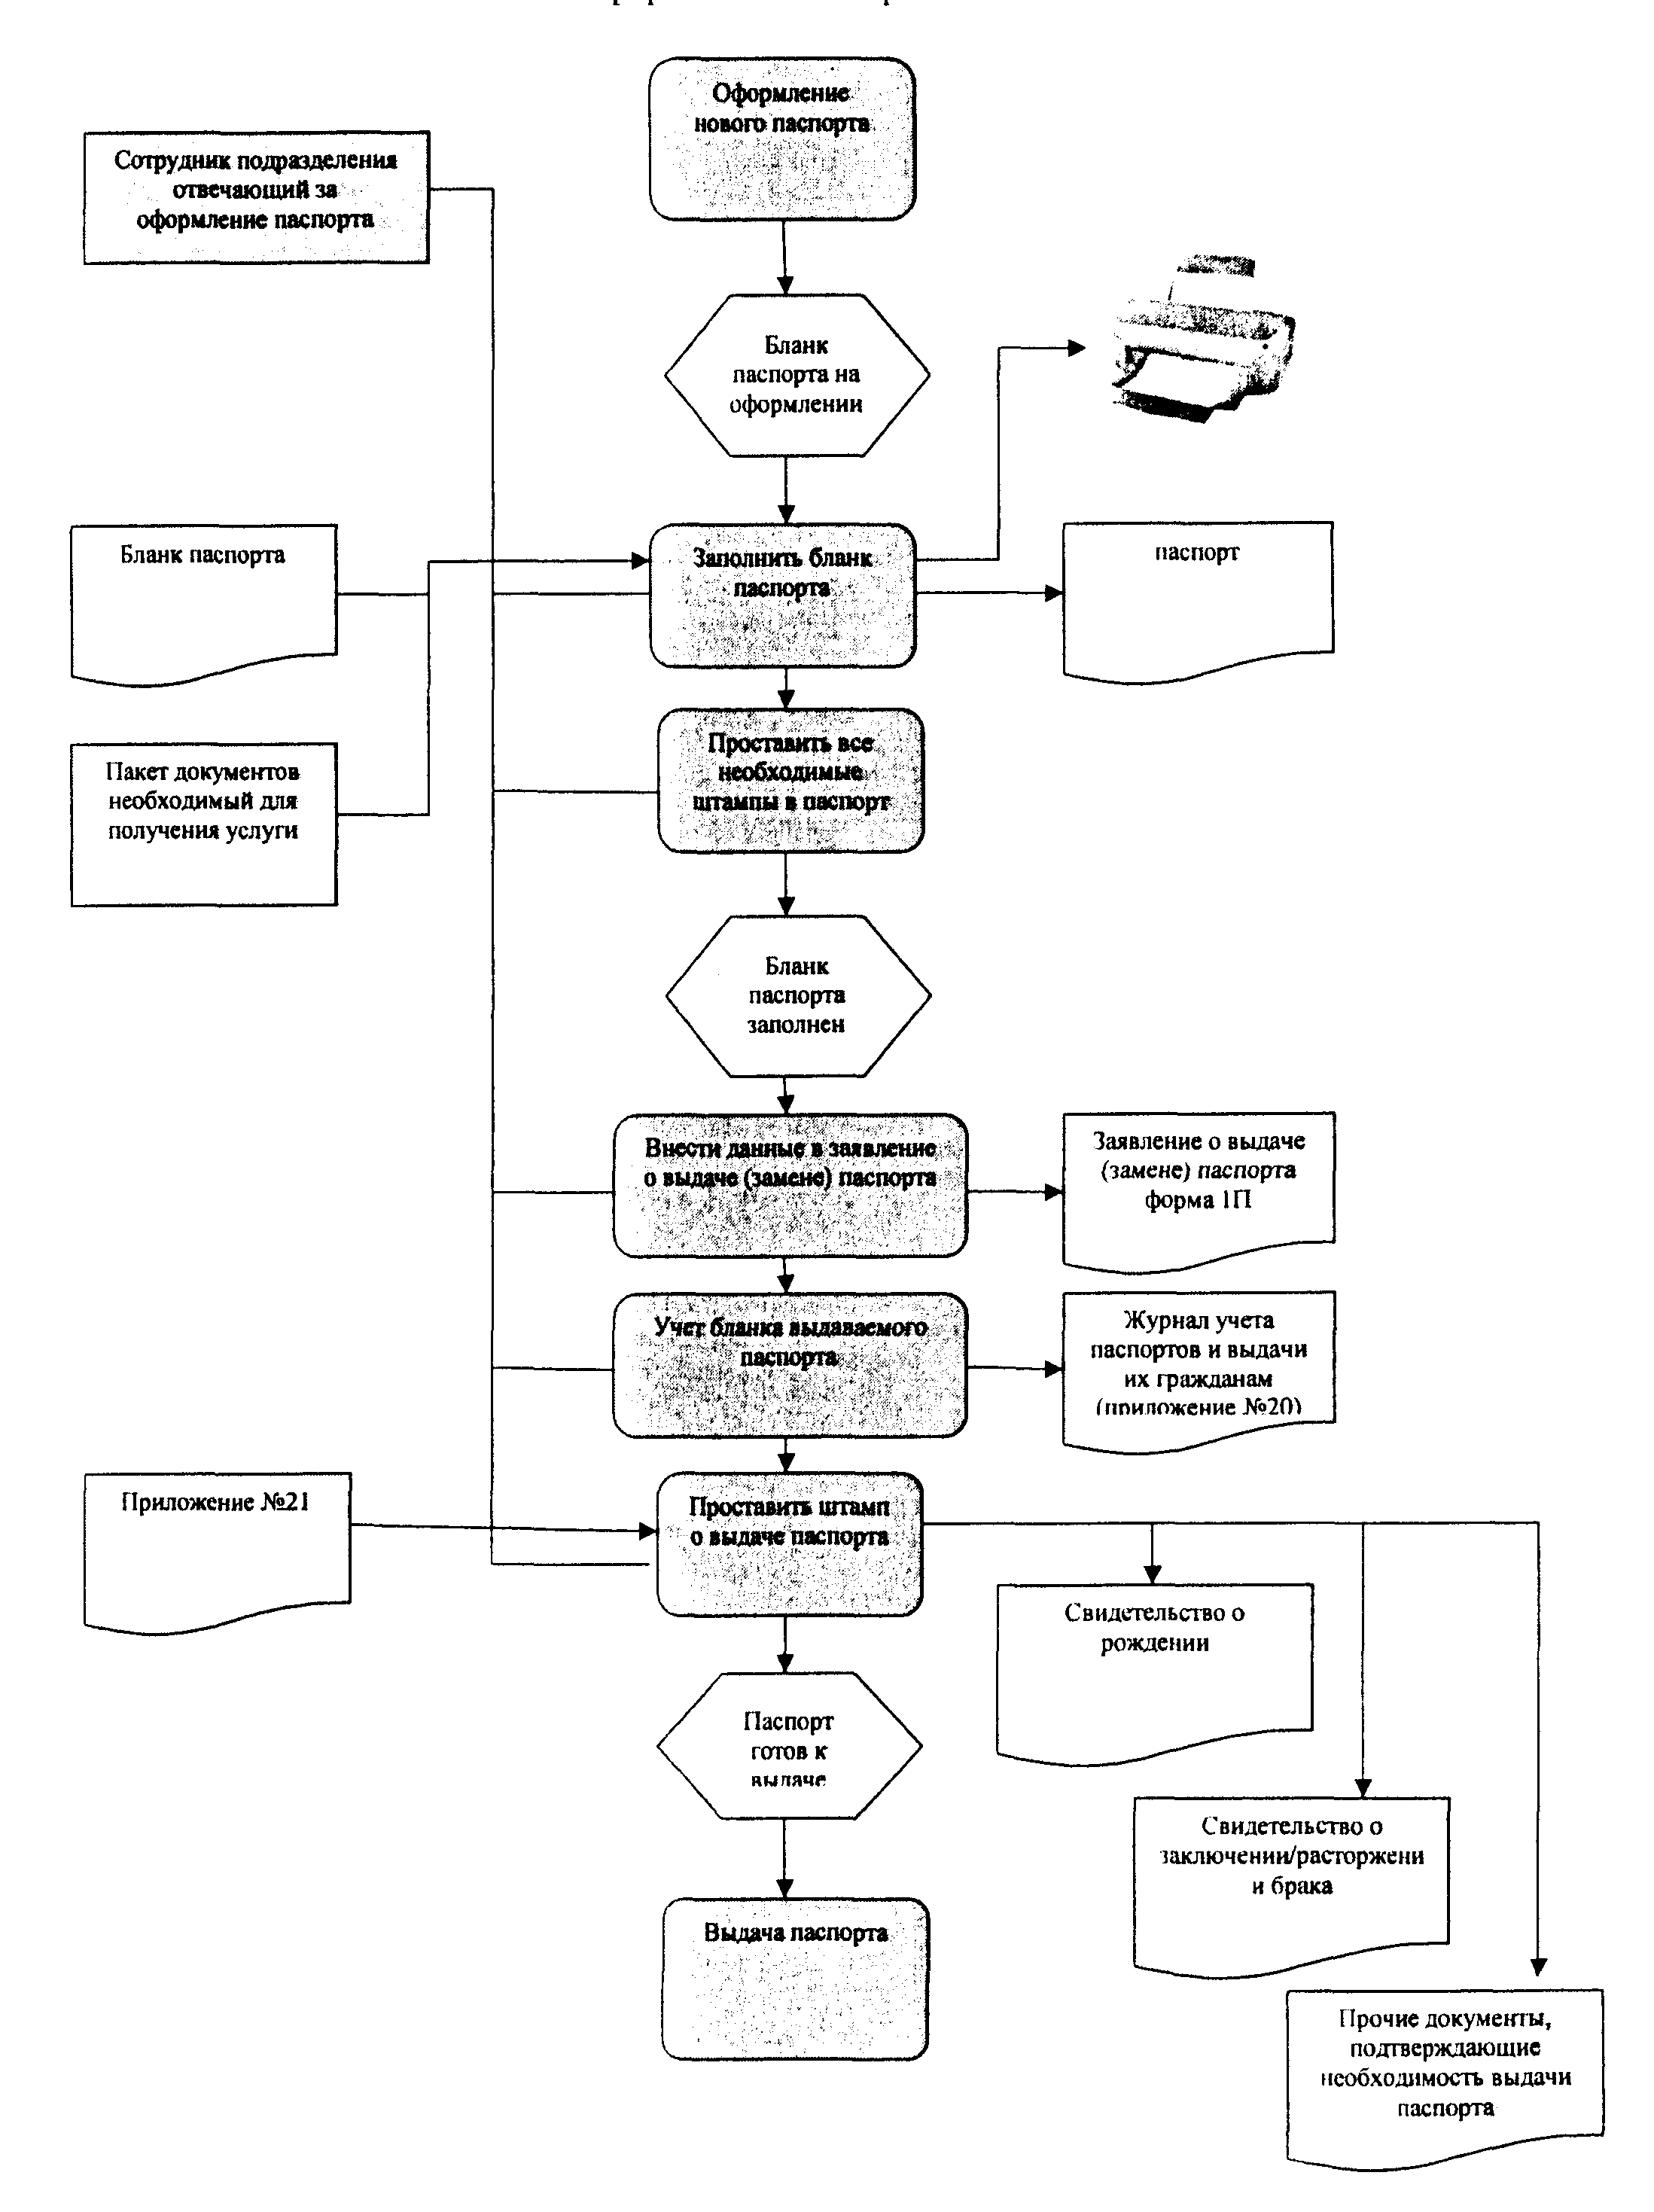 Оформление
нового паспорта
Сотрудник подразделения
отвечающий за
оформление паспорта
Бланк
паспорта на
оформлении
Бланк паспорта
Заполнить бланк
паспорта
паспорт
Пакет документов
необходимый для
получения услуги
Проставить все
необходимые
штампы в паспорт
Бланк
паспорта
заполнен
Внести данные в заявление
о выдаче (замене) паспорта
Заявление о выдаче
(замене) паспорта
форма 1П
Учет бланка выдаваемого
паспорта
Журнал учета
паспортов и выдачи
их гражданам
(приложение №20)
Приложение №21
Проставить штамп
о выдаче паспорта
Свидетельство о
рождении
Паспорт
готов к
выдаче
Свидетельство о
заключении/расторжени
и брака
Выдача паспорта
Прочие документы,
подтверждающие
необходимость выдачи
паспорта